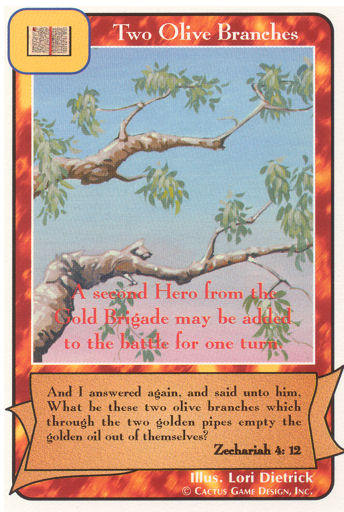 Two Olive Branches
A second Hero from the
Gold Brigade may be added
to the battle for one turn.
And I answered again, and said unto him,
What be these two olive branches which
through the two golden pipes empty the
golden oil out of themselves?
Zechariah 4: 12
Illus. Lori Dietrick
© Cactus Game Design, Inc.